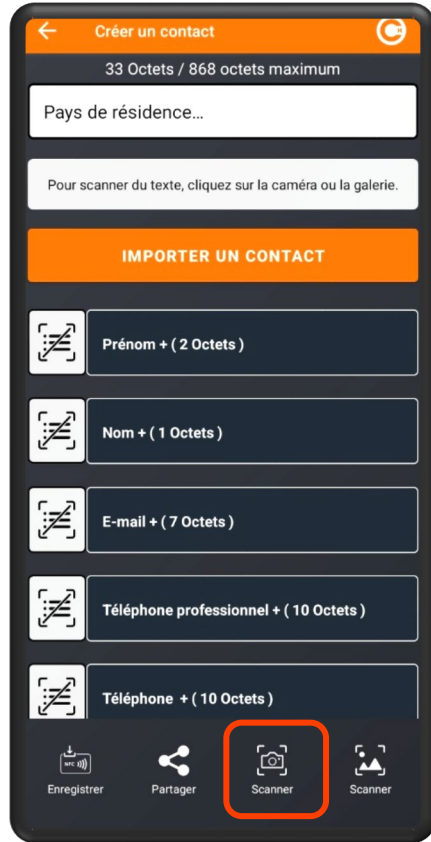 Créer un contact
33 Octets / 868 octets maximum
Pays de résidence...
Pour scanner du texte, cliquez sur la caméra ou la galerie.
IMPORTER UN CONTACT
Prénom + ( 2 Octets )
Nom + ( 1 Octets )
E-mail + ( 7 Octets )
Téléphone professionnel + ( 10 Octets )
Téléphone + ( 10 Octets )
NFC
Enregistrer Partager Scanner Scanner